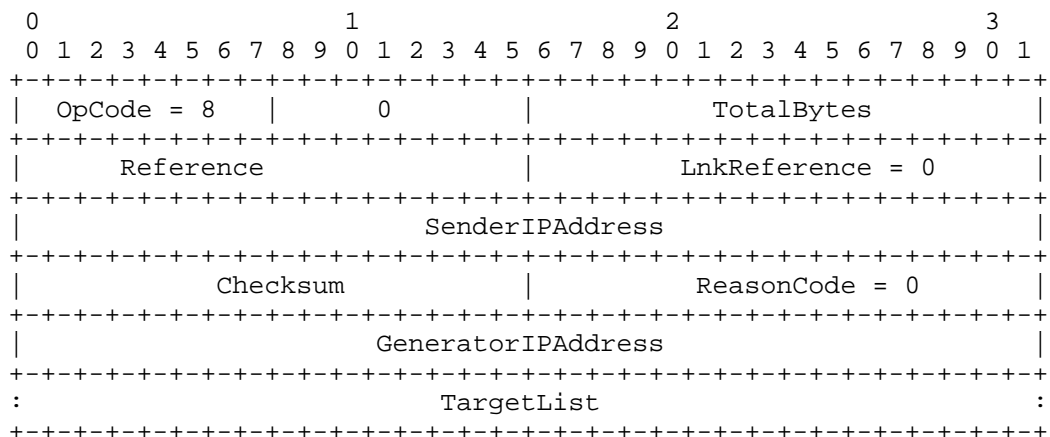 0                   1                   2                   3
 0 1 2 3 4 5 6 7 8 9 0 1 2 3 4 5 6 7 8 9 0 1 2 3 4 5 6 7 8 9 0 1
+-+-+-+-+-+-+-+-+-+-+-+-+-+-+-+-+-+-+-+-+-+-+-+-+-+-+-+-+-+-+-+-+
|  OpCode = 8   |      0        |           TotalBytes          |
+-+-+-+-+-+-+-+-+-+-+-+-+-+-+-+-+-+-+-+-+-+-+-+-+-+-+-+-+-+-+-+-+
|      Reference                |         LnkReference = 0      |
+-+-+-+-+-+-+-+-+-+-+-+-+-+-+-+-+-+-+-+-+-+-+-+-+-+-+-+-+-+-+-+-+
|                         SenderIPAddress                       |
+-+-+-+-+-+-+-+-+-+-+-+-+-+-+-+-+-+-+-+-+-+-+-+-+-+-+-+-+-+-+-+-+
|            Checksum           |          ReasonCode = 0       |
+-+-+-+-+-+-+-+-+-+-+-+-+-+-+-+-+-+-+-+-+-+-+-+-+-+-+-+-+-+-+-+-+
|                      GeneratorIPAddress                       |
+-+-+-+-+-+-+-+-+-+-+-+-+-+-+-+-+-+-+-+-+-+-+-+-+-+-+-+-+-+-+-+-+
:                          TargetList                           :
+-+-+-+-+-+-+-+-+-+-+-+-+-+-+-+-+-+-+-+-+-+-+-+-+-+-+-+-+-+-+-+-+